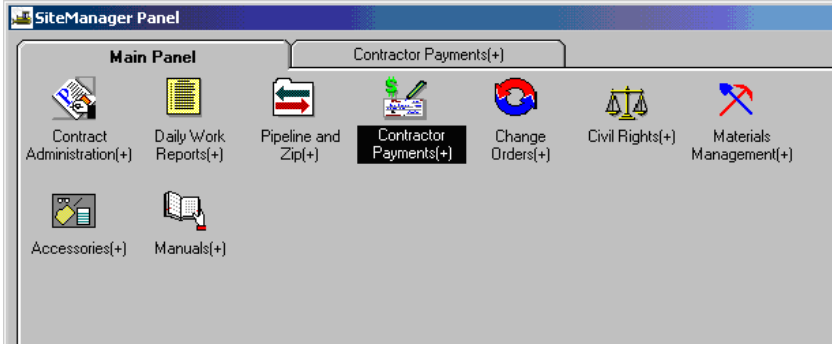 SiteManager Panel
Main Panel
Contractor Payments(+)
Contract
Administration(+)
Daily Work
Reports(+)
Pipeline and
Zip(+)
Contractor
Payments(+)
Change
Orders(+)
Civil Rights(+)
Materials
Management(+)
Accessories(+)
Manuals(+)